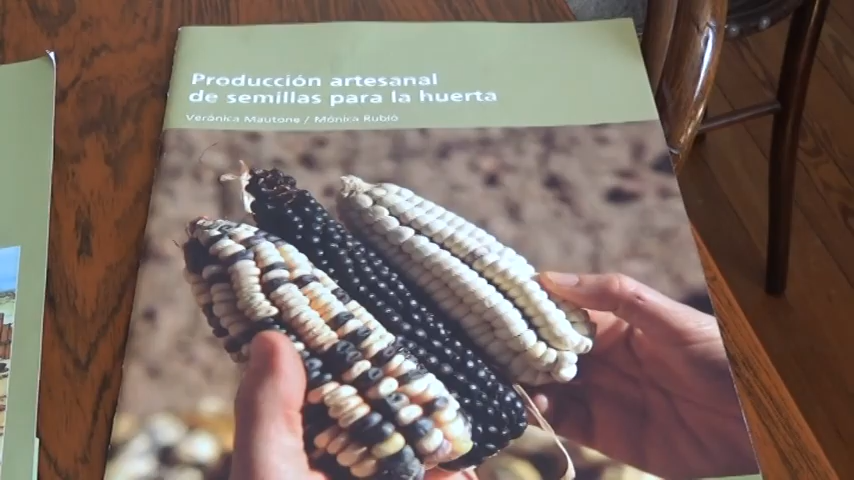 Producción artesanal
de semillas para la huerta
Verónica Mautone / Mónica Rubio